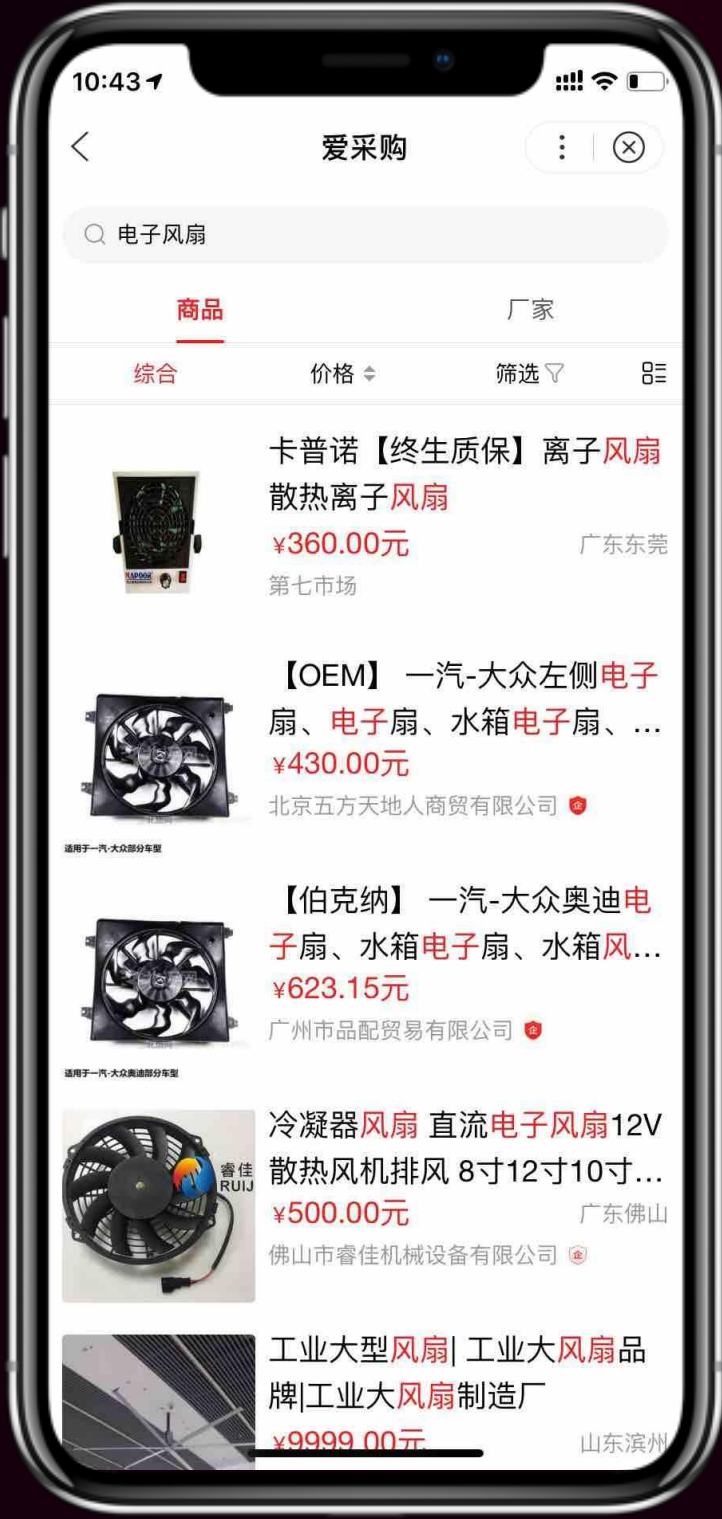 10:43
爱采购
电子风扇
商品
厂家
综合
价格
筛选
卡普诺【终生质保】离子风扇
散热离子风扇
¥360.00元
广东东莞
第七市场
【OEM】 一汽-大众左侧电子
扇、电子扇、水箱电子扇、...
¥430.00元
北京五方天地人商贸有限公司
企
适用于一汽-大众部分车型
【伯克纳】 一汽-大众奥迪电
子扇、水箱电子扇、水箱风...
¥623.15元
广州市品配贸易有限公司
企
适用于一汽-大众奥迪部分车型
冷凝器风扇 直流电子风扇12V
散热风机排风 8寸12寸10寸...
睿佳
RUIJ
¥500.00元
广东佛山
佛山市睿佳机械设备有限公司
企
工业大型风扇| 工业大风扇品
牌|工业大风扇制造厂
¥9999.00元
山东滨州